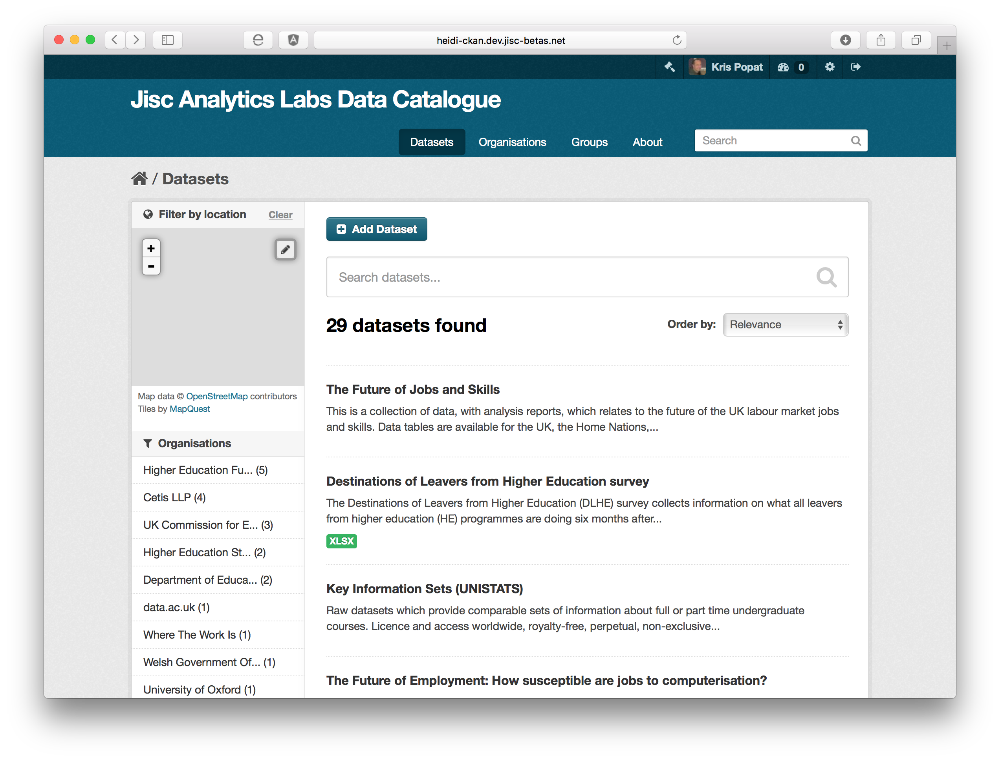 heidi-ckan.dev.jisc-betas.net
Kris Popat
0
Jisc Analytics Labs Data Catalogue
Datasets
Organisations
Groups
About
Search
/ Datasets
Filter by location
Clear
+
-
Map data © OpenStreetMap contributors
Tiles by MapQuest
Organisations
Higher Education Fu... (5)
Cetis LLP (4)
UK Commission for E... (3)
Higher Education St... (2)
Department of Educa... (2)
data.ac.uk (1)
Where The Work Is (1)
Welsh Government Of... (1)
University of Oxford (1)
Add Dataset
Search datasets...
29 datasets found
Order by:
Relevance
The Future of Jobs and Skills
This is a collection of data, with analysis reports, which relates to the future of the UK labour market jobs
and skills. Data tables are available for the UK, the Home Nations,...
Destinations of Leavers from Higher Education survey
The Destinations of Leavers from Higher Education (DLHE) survey collects information on what all leavers
from higher education (HE) programmes are doing six months after...
XLSX
Key Information Sets (UNISTATS)
Raw datasets which provide comparable sets of information about full or part time undergraduate
courses. Licence and access worldwide, royalty-free, perpetual, non-exclusive...
The Future of Employment: How susceptible are jobs to computerisation?